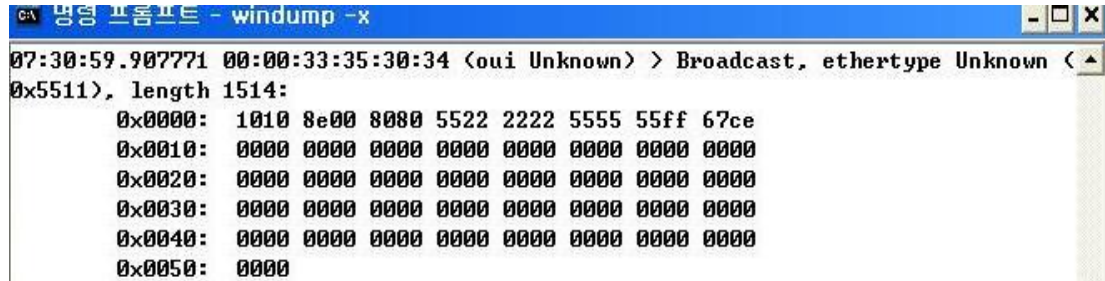 명령 프롬프트 - windump -x
07:30:59.907771 00:00:33:35:30:34 (oui Unknown) > Broadcast, ethertype Unknown (
0x5511), length 1514:
0x0000: 1010 8e00 8080 5522 2222 5555 55ff 67ce
0x0010: 0000 0000 0000 0000 0000 0000 0000 0000
0x0020: 0000 0000 0000 0000 0000 0000 0000 0000
0x0030: 0000 0000 0000 0000 0000 0000 0000 0000
0x0040: 0000 0000 0000 0000 0000 0000 0000 0000
0x0050: 0000